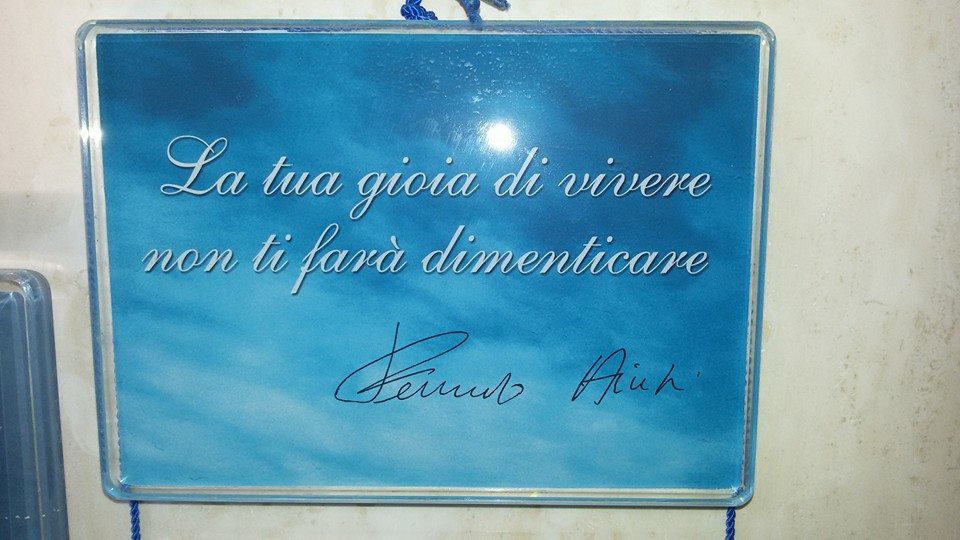 La tua gioia di vivere
non ti farà dimenticare